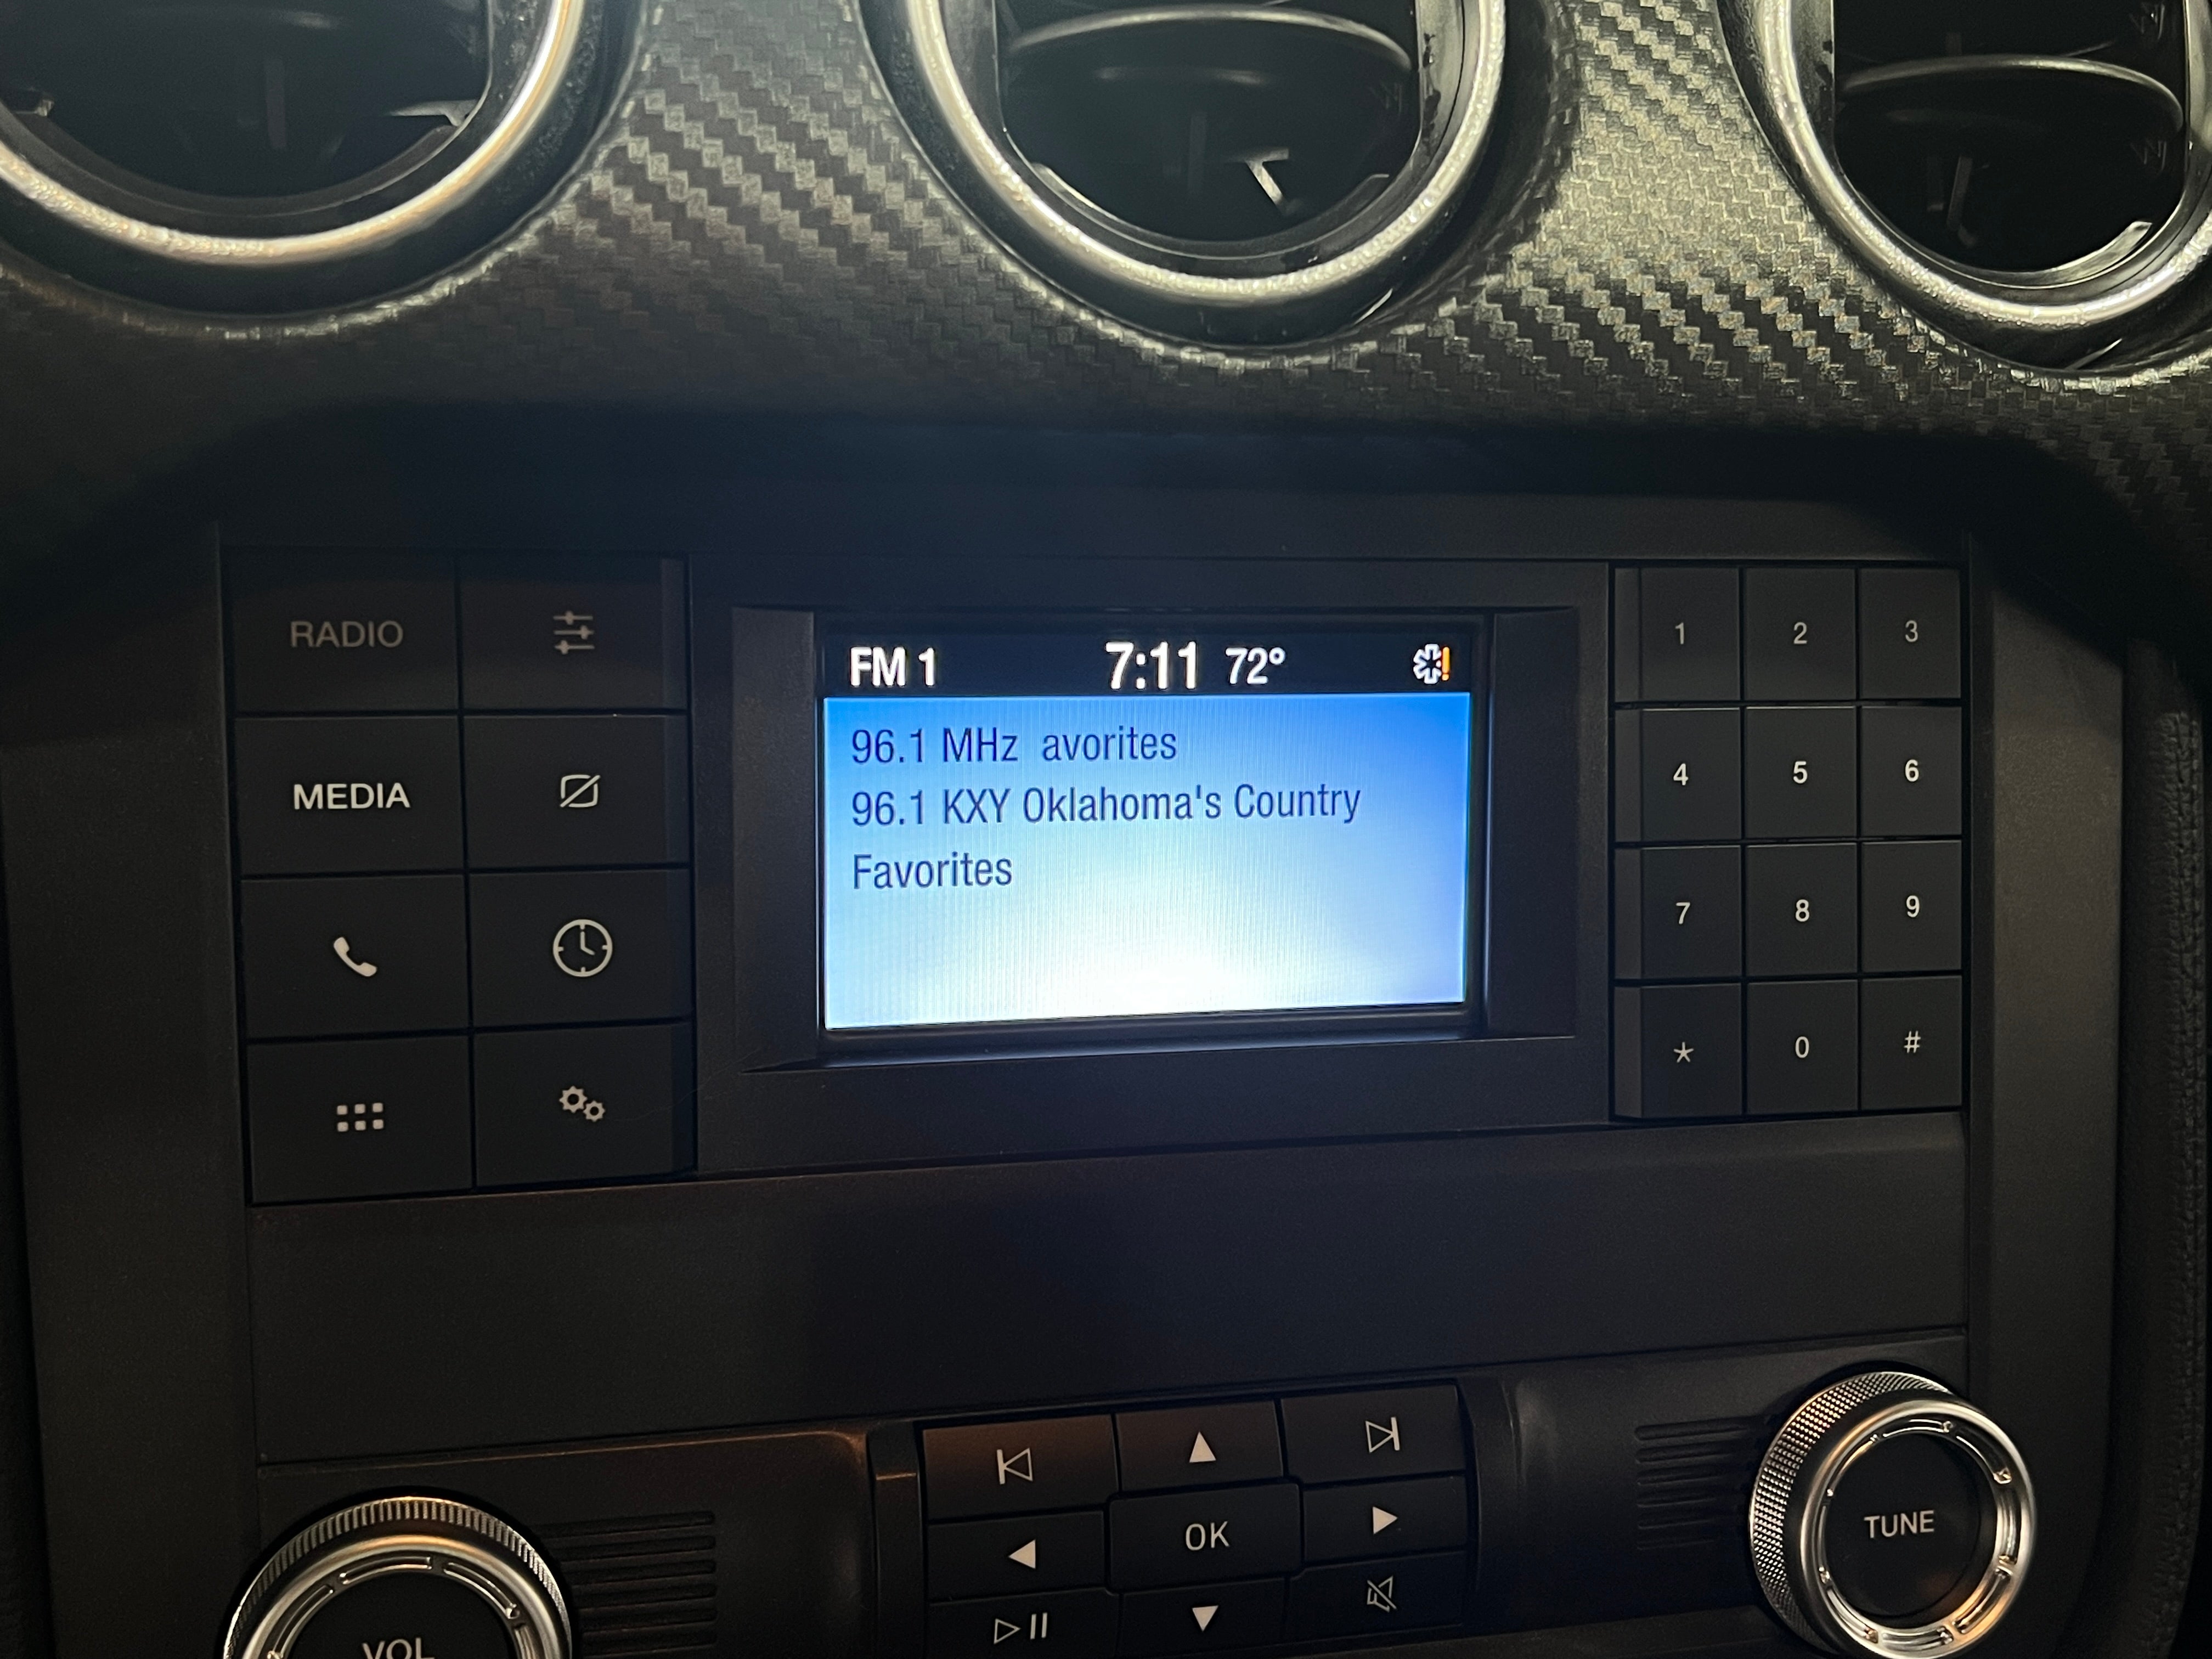 RADIO
MEDIA
FM 1 7:11 72°
96.1 MHz avorites
96.1 KXY Oklahoma's Country
Favorites
1 2 3
4 5 6
7 8 9
* 0 #
OK
VOL
TUNE